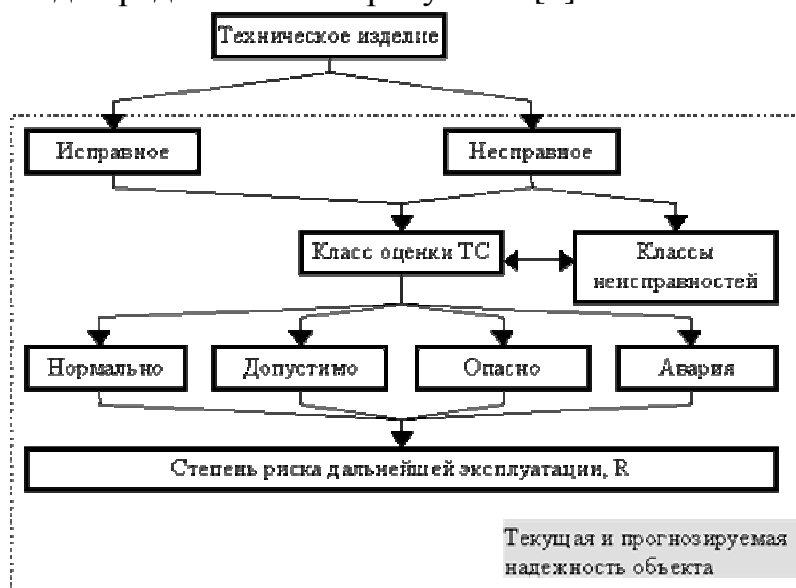 Техническое изделие
Исправное
Несправное
Класс оценки ТС
Классы
неисправностей
Нормально
Допустимо
Опасно
Авария
Степень риска дальнейшей эксплуатации, R
Текущая и прогнозируемая
надежность объекта